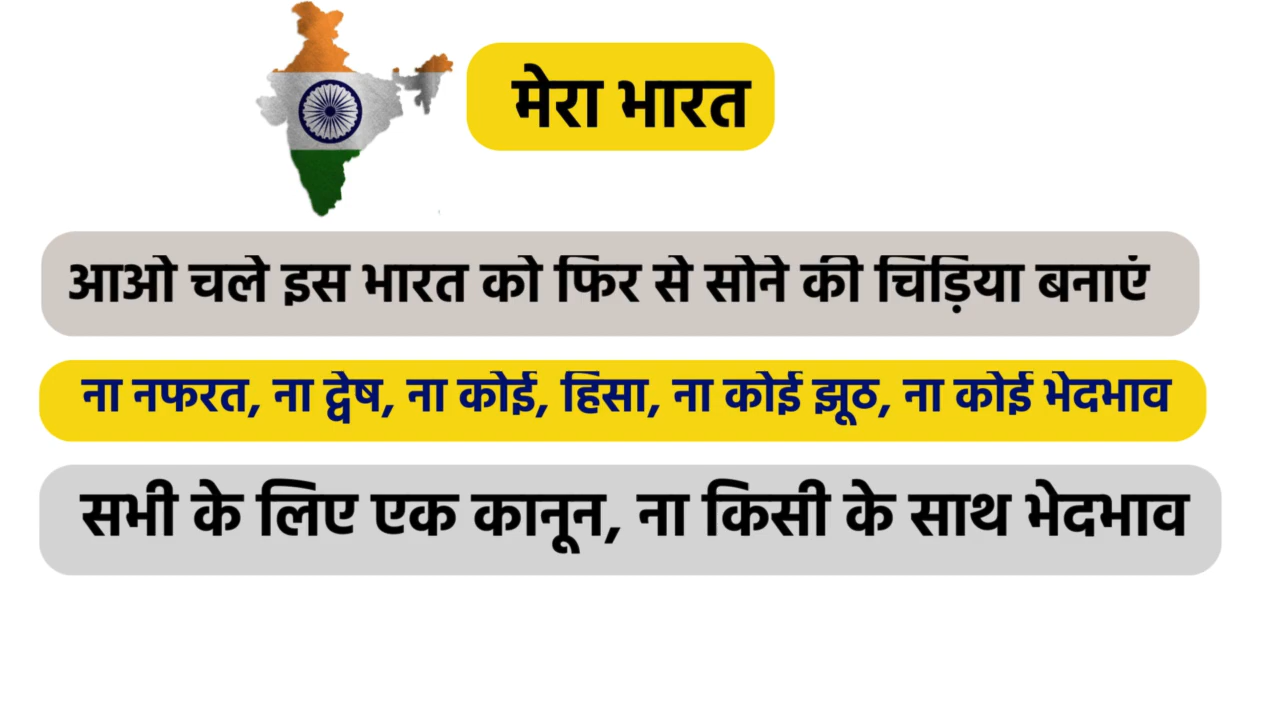 मेरा भारत
आओ चले इस भारत को फिर से सोने की चिड़िया बनाएं
ना नफरत, ना द्वेष, ना कोई, हिंसा, ना कोई झूठ, ना कोई भेदभाव
सभी के लिए एक कानून, ना किसी के साथ भेदभाव